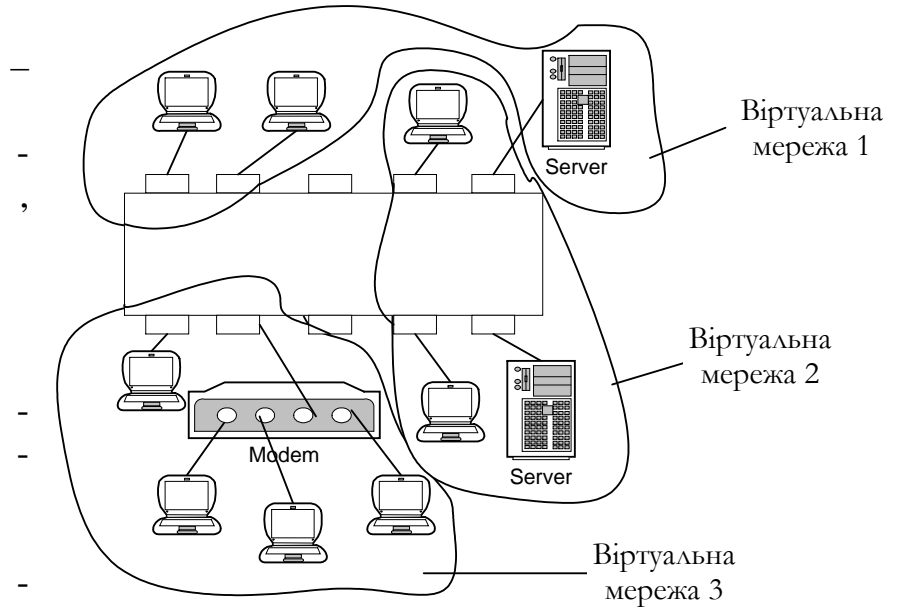 –
Віртуальна
мережа 1
Server
-
,
Віртуальна
мережа 2
-
-
Modem
Server
Віртуальна
мережа 3
-